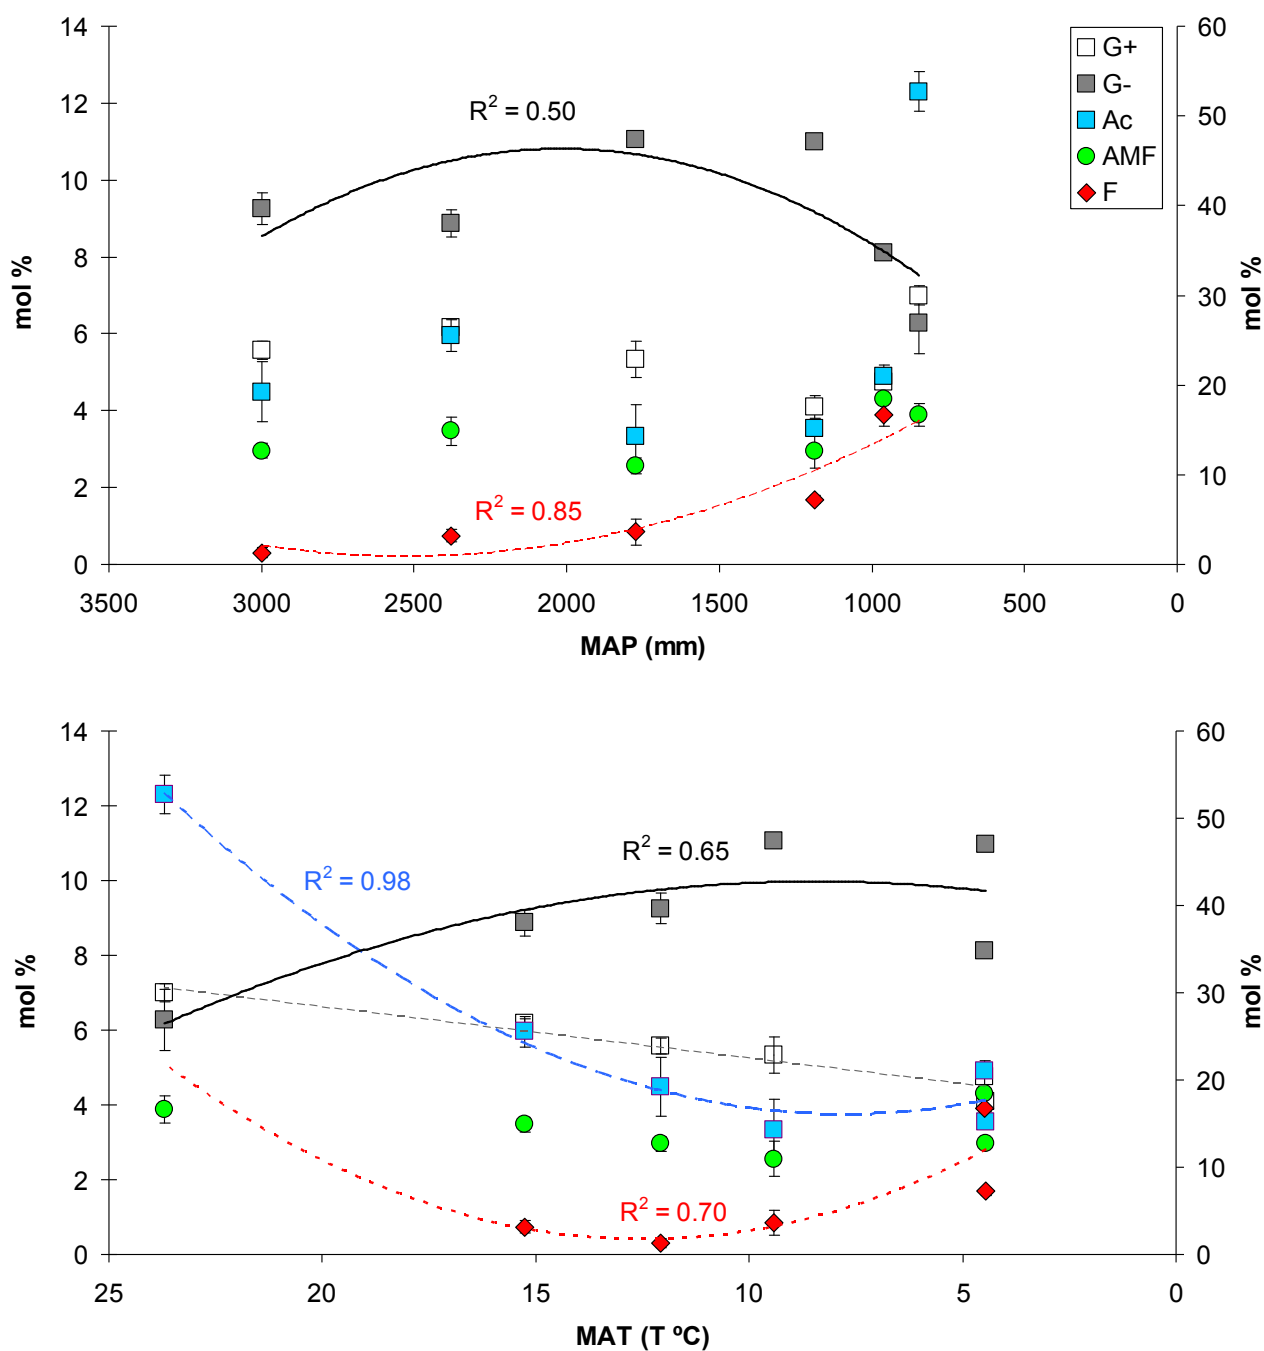 14
12
10
8
6
4
2
0
60
50
40
30
20
10
0
mol %
mol %
G+
G-
Ac
AMF
F
R² = 0.50
R² = 0.85
3500 3000 2500 2000 1500 1000 500 0
MAP (mm)
14
12
10
8
6
4
2
0
60
50
40
30
20
10
0
mol %
mol %
R² = 0.65
R² = 0.98
R² = 0.70
25 20 15 10 5 0
MAT (T ºC)